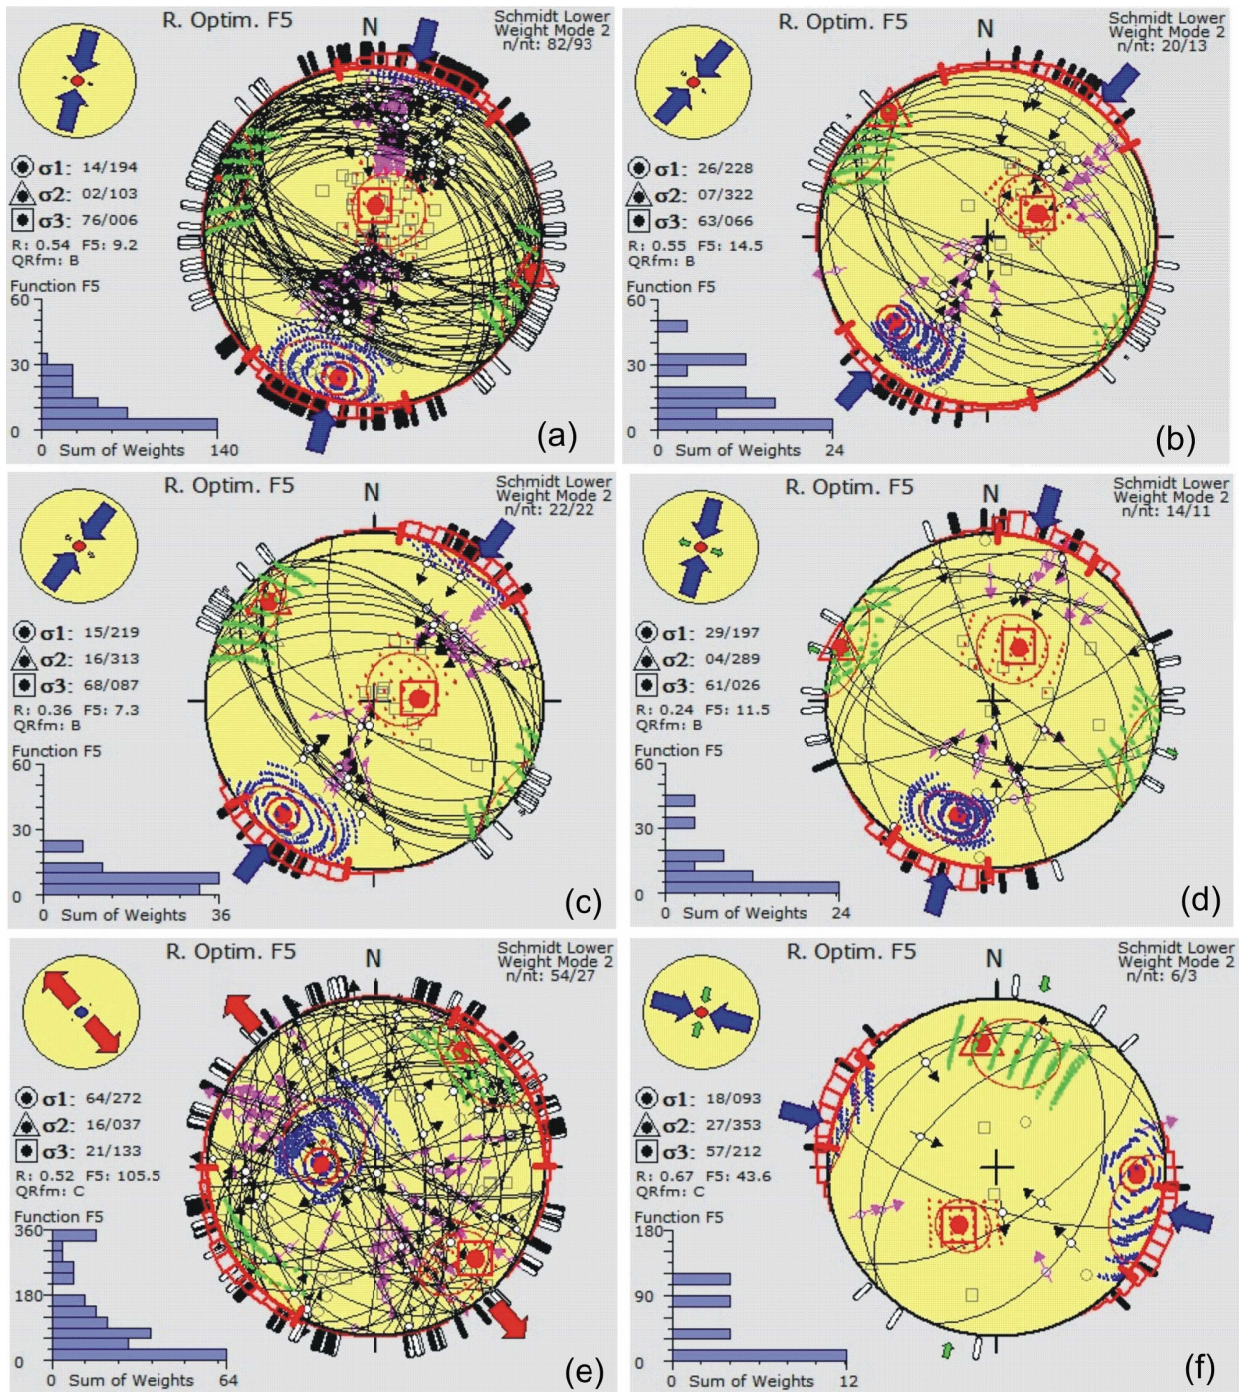 R. Optim. F5
N
Schmidt Lower
Weight Mode 2
n/nt: 82/93
σ1: 14/194
σ2: 02/103
σ3: 76/006
R: 0.54 F5: 9.2
QRfm: B
Function F5
60
30
0
0 Sum of Weights 140
(a)
R. Optim. F5
N
Schmidt Lower
Weight Mode 2
n/nt: 20/13
σ1: 26/228
σ2: 07/322
σ3: 63/066
R: 0.55 F5: 14.5
QRfm: B
Function F5
60
30
0
0 Sum of Weights 24
(b)
R. Optim. F5
N
Schmidt Lower
Weight Mode 2
n/nt: 22/22
σ1: 15/219
σ2: 16/313
σ3: 68/087
R: 0.36 F5: 7.3
QRfm: B
Function F5
60
30
0
0 Sum of Weights 36
(c)
R. Optim. F5
N
Schmidt Lower
Weight Mode 2
n/nt: 14/11
σ1: 29/197
σ2: 04/289
σ3: 61/026
R: 0.24 F5: 11.5
QRfm: B
Function F5
60
30
0
0 Sum of Weights 24
(d)
R. Optim. F5
N
Schmidt Lower
Weight Mode 2
n/nt: 54/27
σ1: 64/272
σ2: 16/037
σ3: 21/133
R: 0.52 F5: 105.5
QRfm: C
Function F5
360
180
0
0 Sum of Weights 64
(e)
R. Optim. F5
N
Schmidt Lower
Weight Mode 2
n/nt: 6/3
σ1: 18/093
σ2: 27/353
σ3: 57/212
R: 0.67 F5: 43.6
QRfm: C
Function F5
180
90
0
0 Sum of Weights 12
(f)